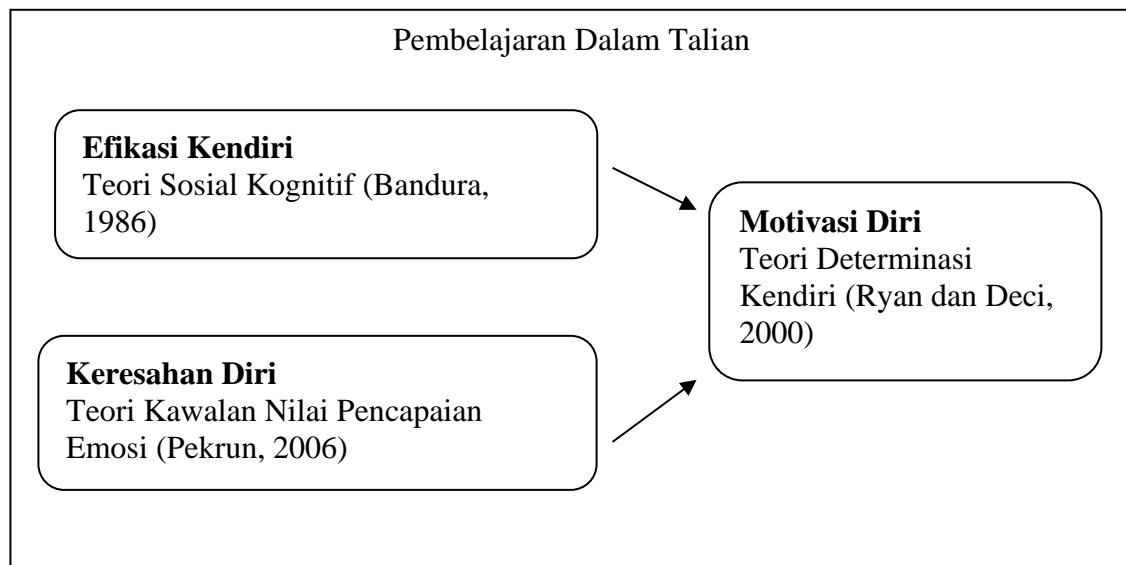 Pembelajaran Dalam Talian
Efikasi Kendiri
Teori Sosial Kognitif (Bandura,
1986)
Motivasi Diri
Teori Determinasi
Kendiri (Ryan dan Deci,
2000)
Keresahan Diri
Teori Kawalan Nilai Pencapaian
Emosi (Pekrun, 2006)